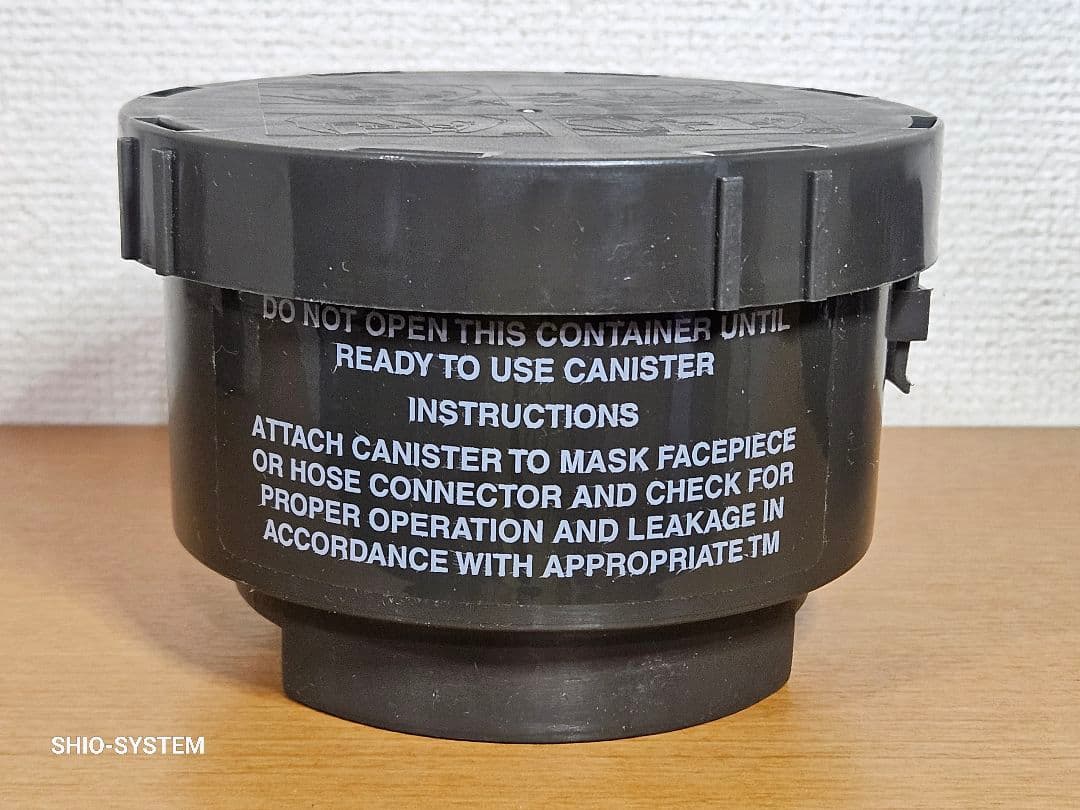 DO NOT OPEN THIS CONTAINER UNTIL
READY TO USE CANISTER
INSTRUCTIONS
ATTACH CANISTER TO MASK FACEPIECE
OR HOSE CONNECTOR AND CHECK FOR
PROPER OPERATION AND LEAKAGE IN
ACCORDANCE WITH APPROPRIATE TM
SHIO-SYSTEM